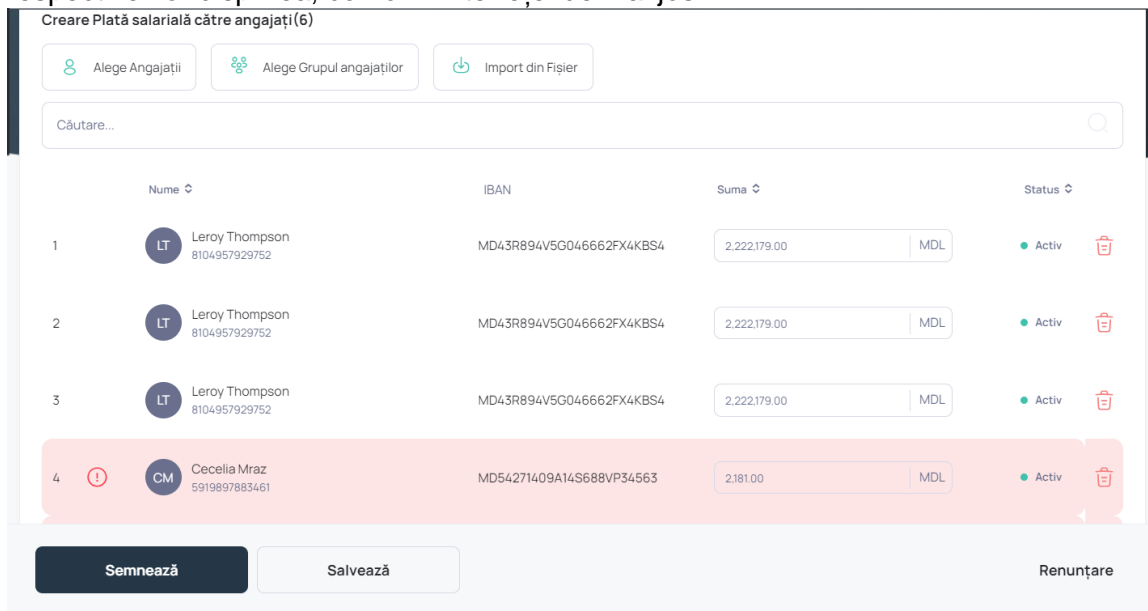 Creare Plată salarială către angajați(6)
Alege Angajații
Alege Grupul angajaților
Import din Fișier
Căutare...
Nume IBAN Suma Status
1 LT Leroy Thompson MD43R894V5G046662FX4KBS4 2,222,179.00 MDL Activ
8104957929752
2 LT Leroy Thompson MD43R894V5G046662FX4KBS4 2,222,179.00 MDL Activ
8104957929752
3 LT Leroy Thompson MD43R894V5G046662FX4KBS4 2,222,179.00 MDL Activ
8104957929752
4 CM Cecelia Mraz MD54271409A14S688VP34563 2,181.00 MDL Activ
5919897883461
Semnează
Salvează
Renunțare